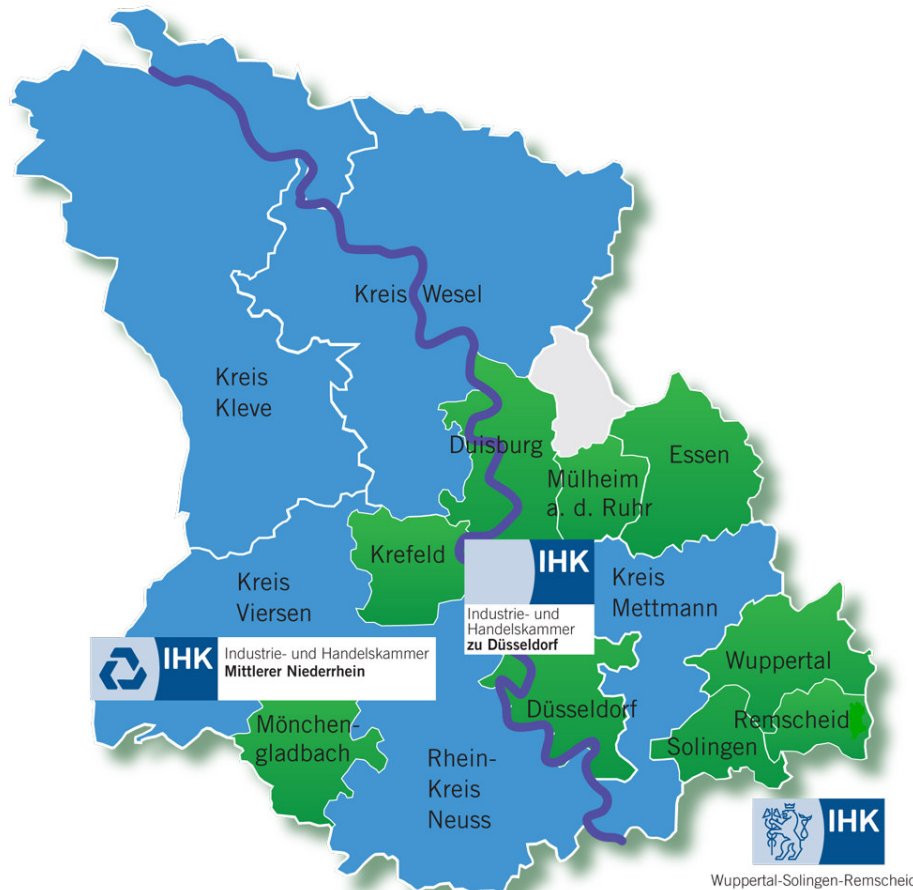 Kreis Wesel
Kreis
Kleve
Duisburg
Essen
Mülheim
a. d. Ruhr
Krefeld
IHK
Industrie- und
Handelskammer
zu Düsseldorf
Kreis
Viersen
Kreis
Mettmann
IHK
Industrie- und Handelskammer
Mittlerer Niederrhein
Wuppertal
Düsseldorf
Remscheid
Solingen
Mönchen-
gladbach
Rhein-
Kreis
Neuss
IHK
Wuppertal-Solingen-Remscheid